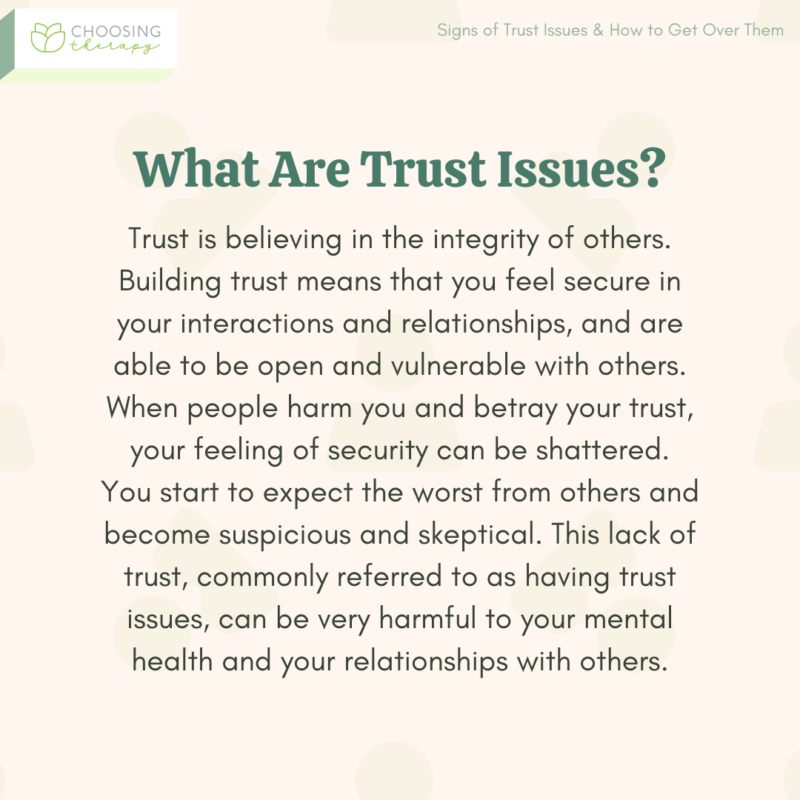 CHOOSING
therapy
Signs of Trust Issues & How to Get Over Them
What Are Trust Issues?
Trust is believing in the integrity of others.
Building trust means that you feel secure in
your interactions and relationships, and are
able to be open and vulnerable with others.
When people harm you and betray your trust,
your feeling of security can be shattered.
You start to expect the worst from others and
become suspicious and skeptical. This lack of
trust, commonly referred to as having trust
issues, can be very harmful to your mental
health and your relationships with others.